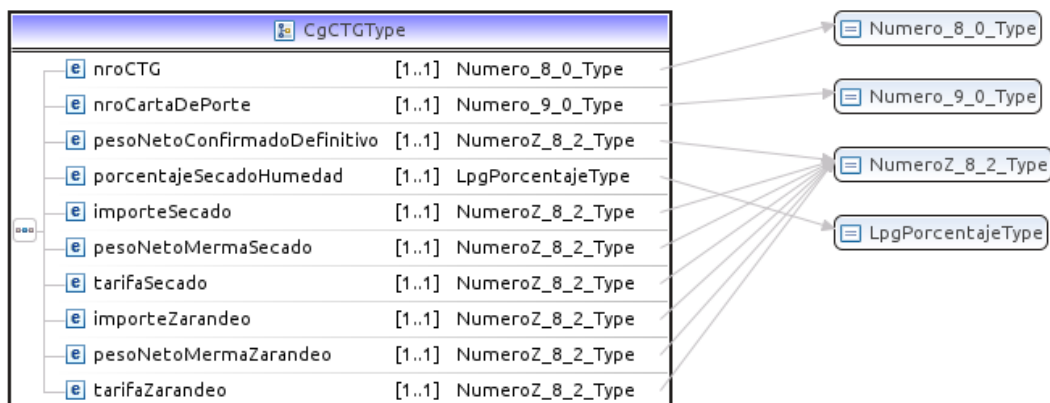 CgCTGType
e nroCTG [1..1] Numero_8_0_Type
e nroCartaDePorte [1..1] Numero_9_0_Type
e pesoNetoConfirmadoDefinitivo [1..1] NumeroZ_8_2_Type
e porcentajeSecadoHumedad [1..1] LpgPorcentajeType
e importeSecado [1..1] NumeroZ_8_2_Type
e pesoNetoMermaSecado [1..1] NumeroZ_8_2_Type
e tarifaSecado [1..1] NumeroZ_8_2_Type
e importeZarandeo [1..1] NumeroZ_8_2_Type
e pesoNetoMermaZarandeo [1..1] NumeroZ_8_2_Type
e tarifaZarandeo [1..1] NumeroZ_8_2_Type
Numero_8_0_Type
Numero_9_0_Type
NumeroZ_8_2_Type
LpgPorcentajeType